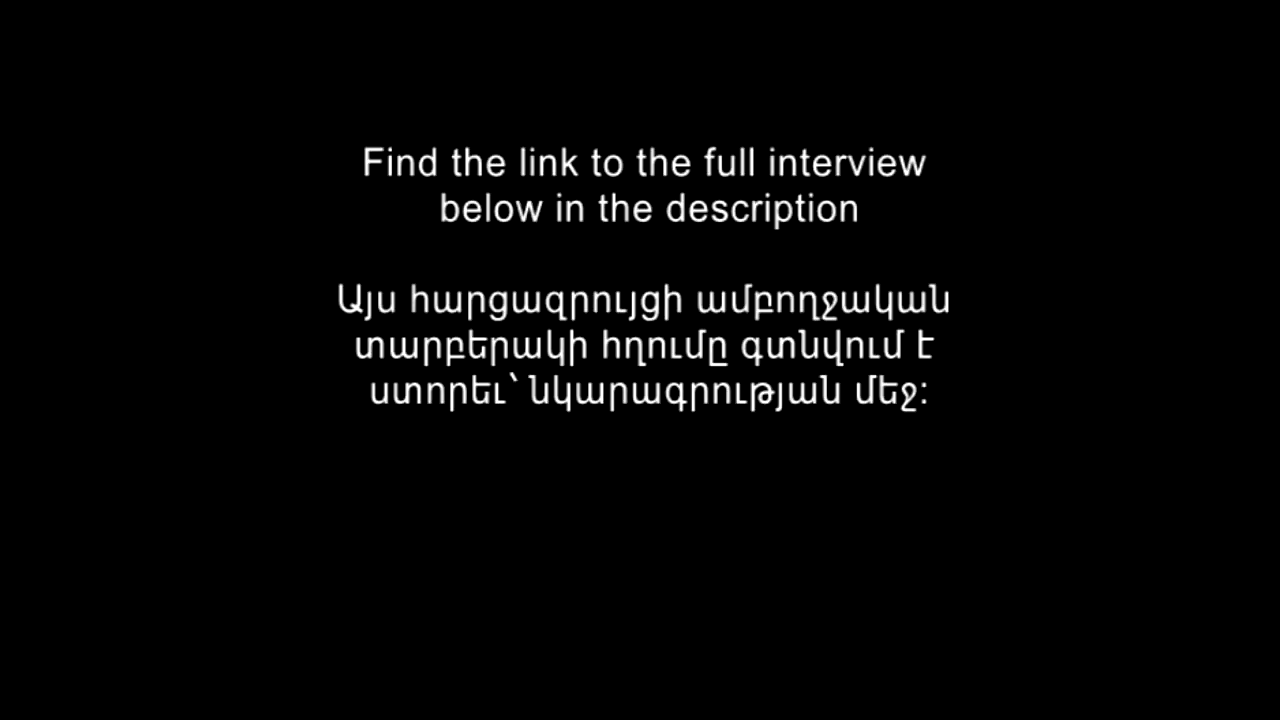 Find the link to the full interview
below in the description
Այս հարցազրույցի ամբողջական
տարբերակի հղումը գտնվում է
ստորեւ՝ նկարագրության մեջ: